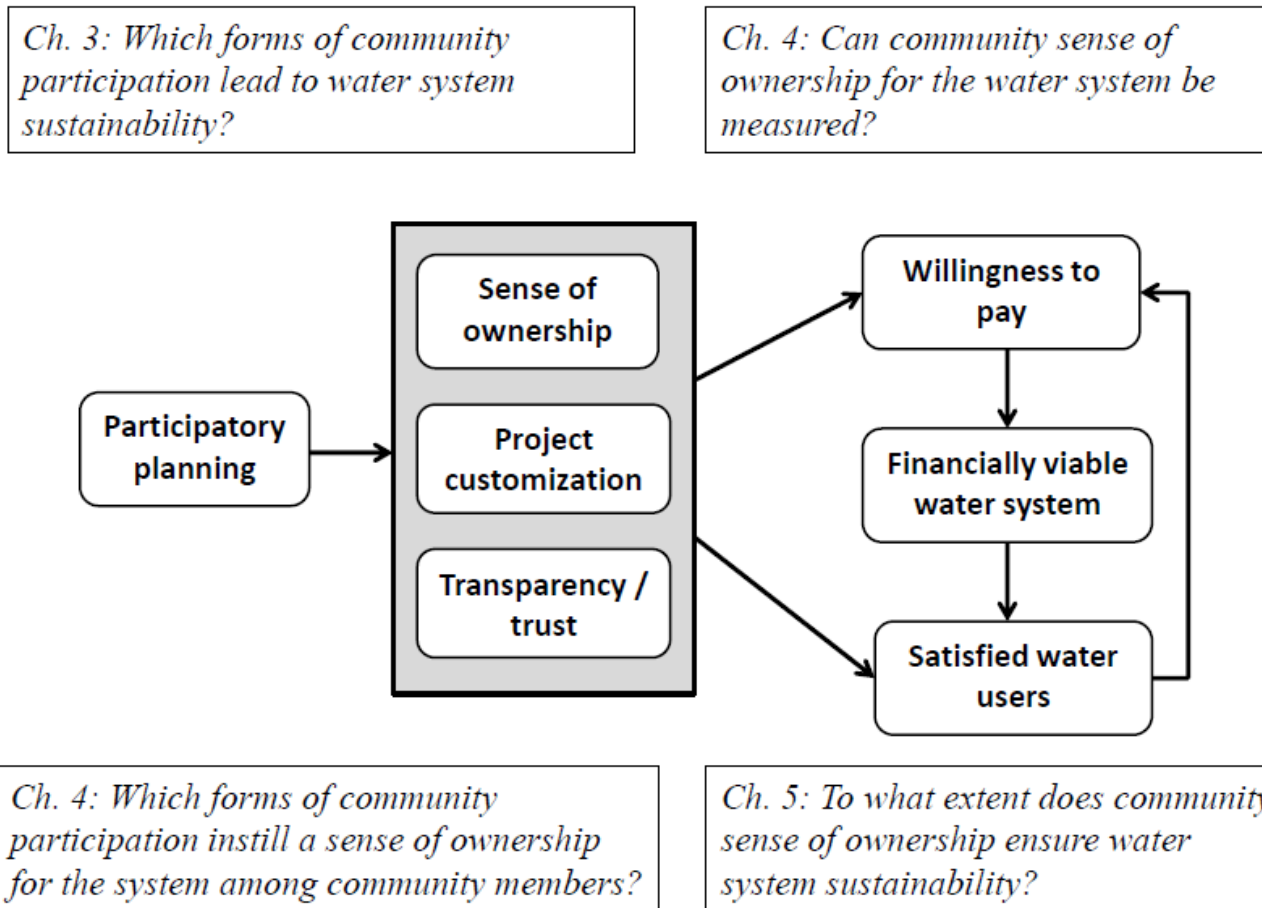 Ch. 3: Which forms of community
participation lead to water system
sustainability?
Ch. 4: Can community sense of
ownership for the water system be
measured?
Sense of
ownership
Willingness to
pay
Participatory
planning
Project
customization
Financially viable
water system
Transparency /
trust
Satisfied water
users
Ch. 4: Which forms of community
participation instill a sense of ownership
for the system among community members?
Ch. 5: To what extent does community
sense of ownership ensure water
system sustainability?